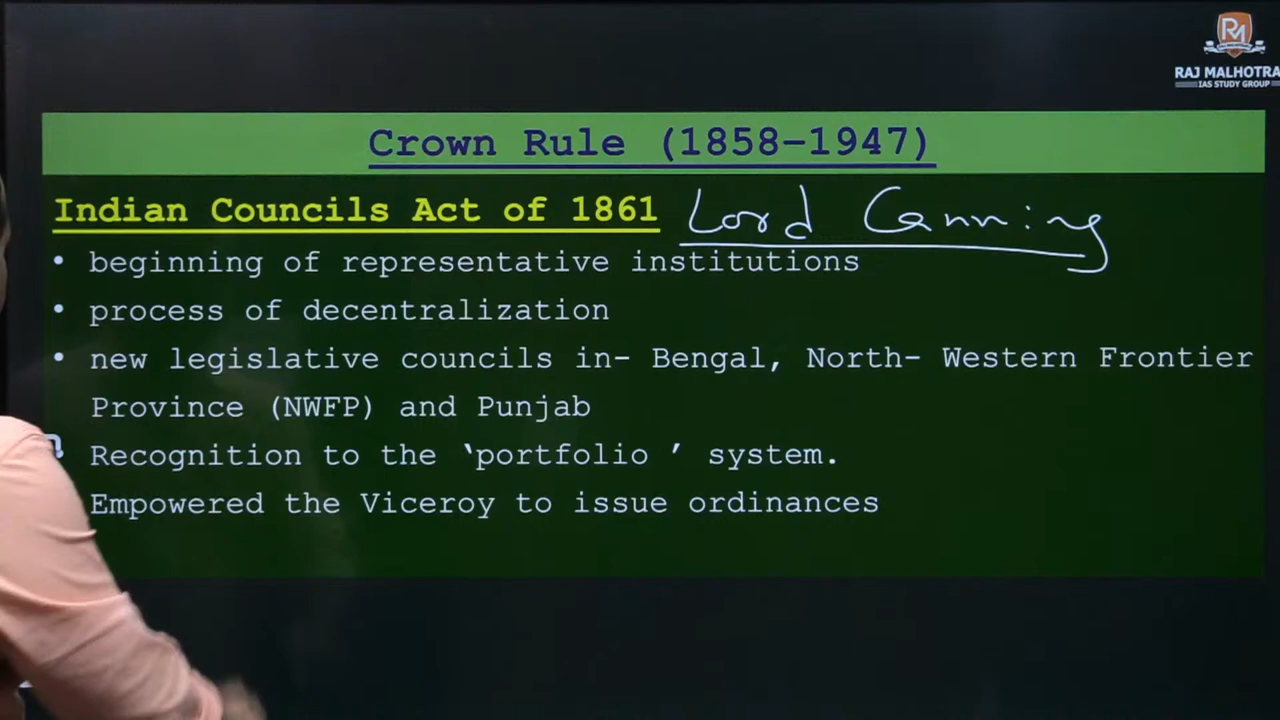 RAJ MALHOTRA
IAS STUDY GROUP
Crown Rule (1858-1947)
Indian Councils Act of 1861 Lord Canning
• beginning of representative institutions
• process of decentralization
• new legislative councils in- Bengal, North- Western Frontier
Province (NWFP) and Punjab
Recognition to the ‘portfolio ’ system.
Empowered the Viceroy to issue ordinances